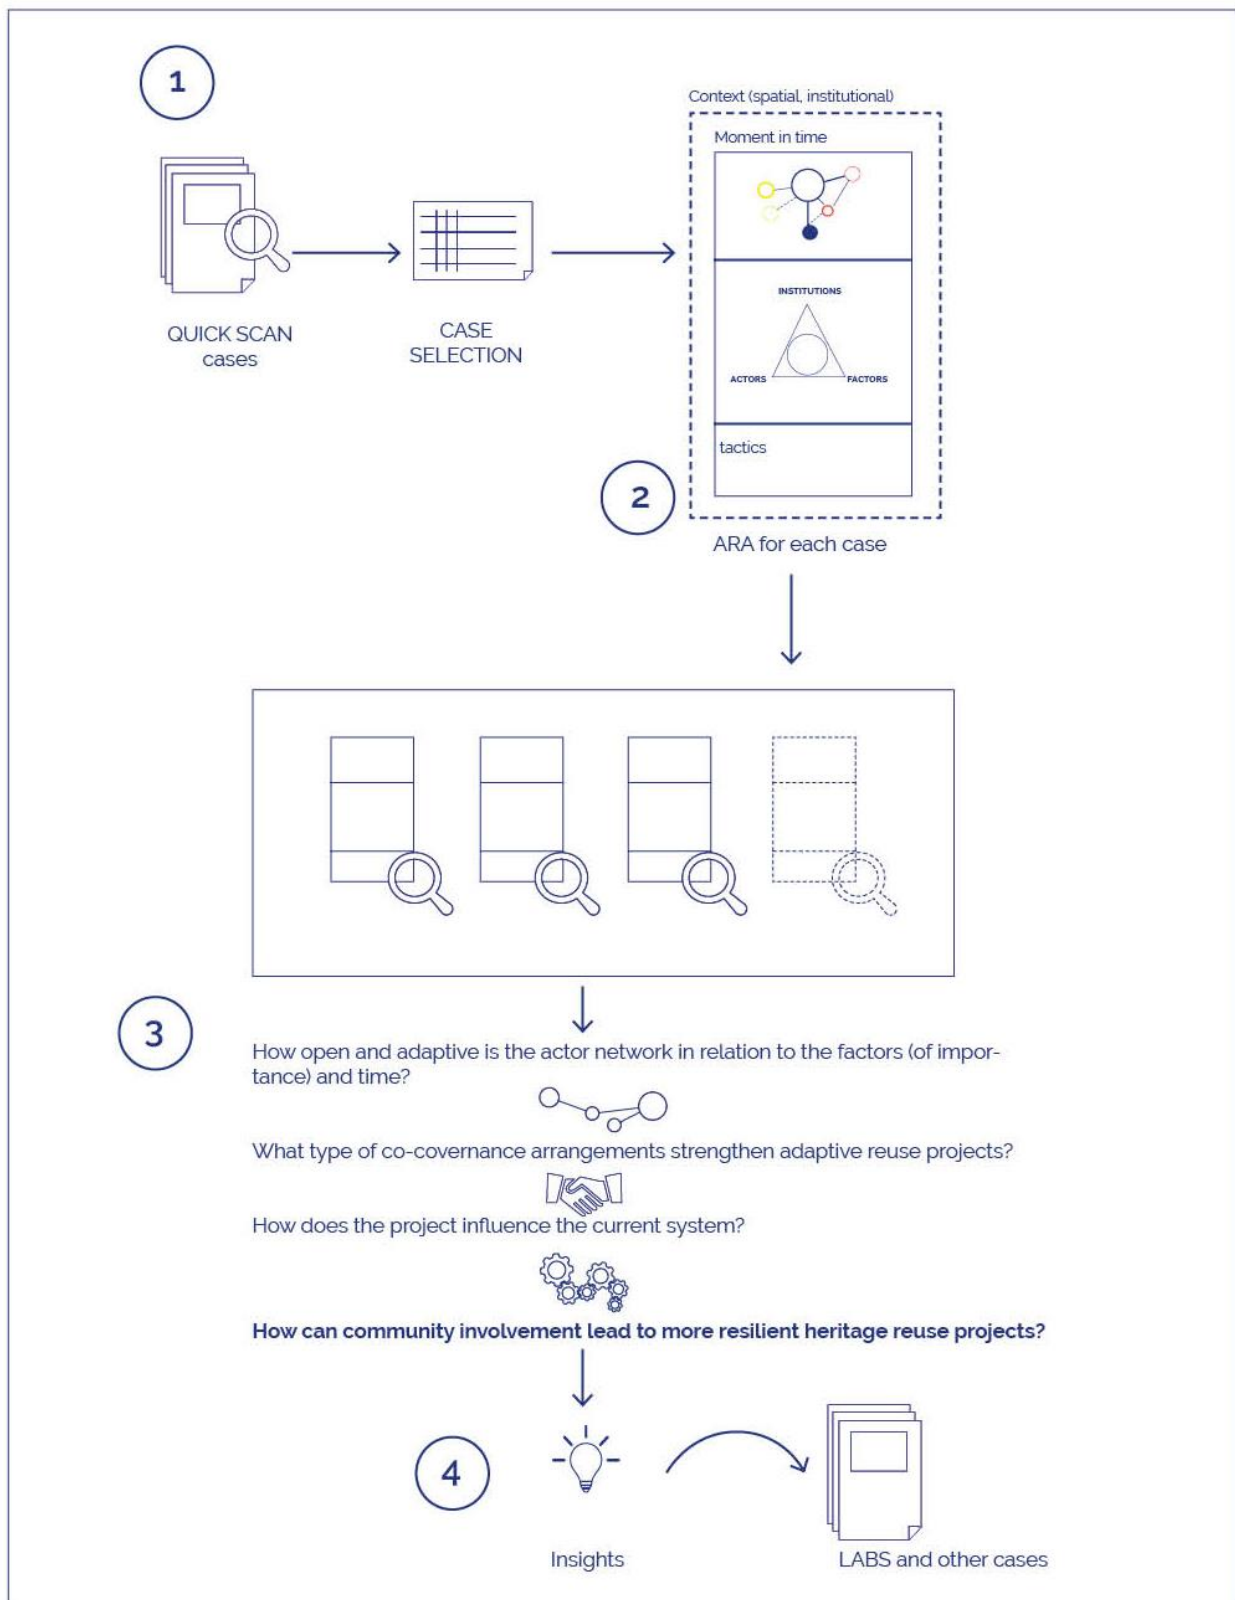 1
Context (spatial, institutional)
Moment in time
INSTITUTIONS
ACTORS
FACTORS
tactics
QUICK SCAN
cases
CASE
SELECTION
2
ARA for each case
3
How open and adaptive is the actor network in relation to the factors (of impor-
tance) and time?
What type of co-covernance arrangements strengthen adaptive reuse projects?
How does the project influence the current system?
How can community involvement lead to more resilient heritage reuse projects?
4
Insights
LABS and other cases